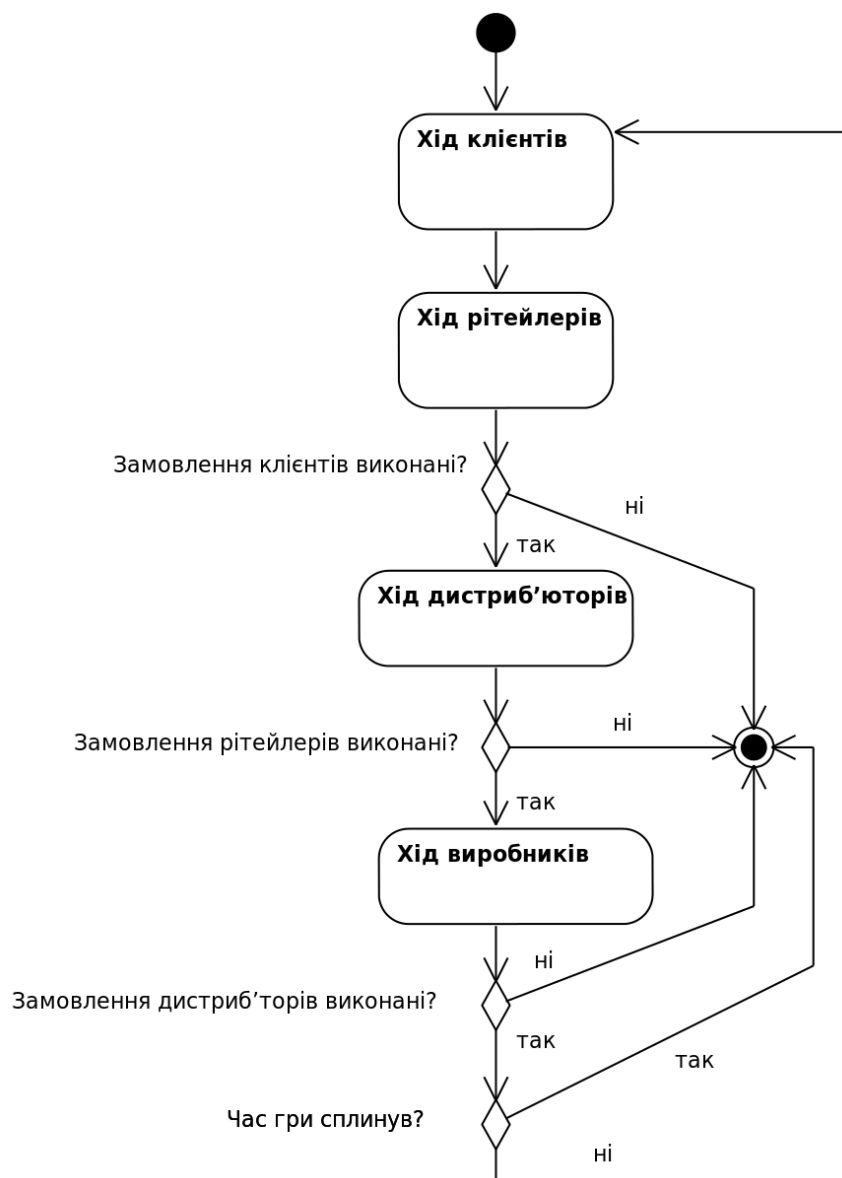 Хід клієнтів
Хід рітейлерів
Замовлення клієнтів виконані?
ні
так
Хід дистриб’юторів
Замовлення рітейлерів виконані?
ні
так
Хід виробників
ні
Замовлення дистриб’торів виконані?
так
так
Час гри сплинув?
ні